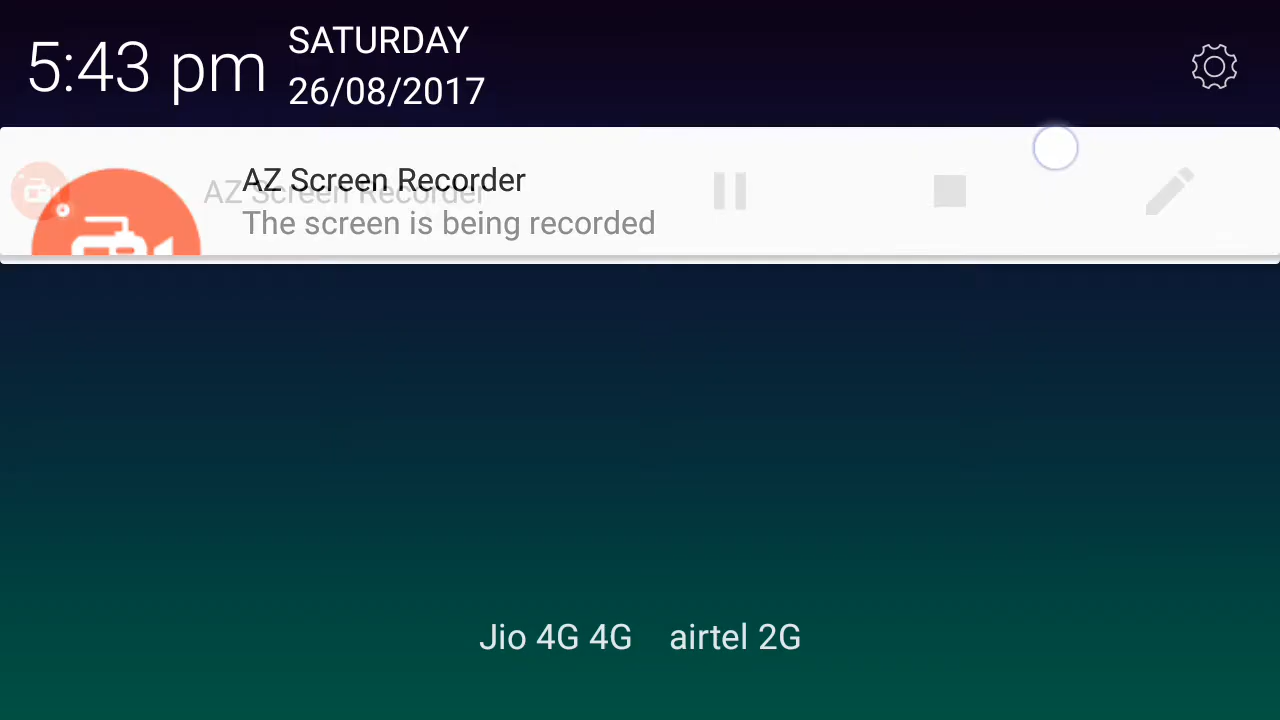 5:43 pm
SATURDAY
26/08/2017
AZ Screen Recorder
AZ Screen Recorder
The screen is being recorded
Jio 4G 4G airtel 2G